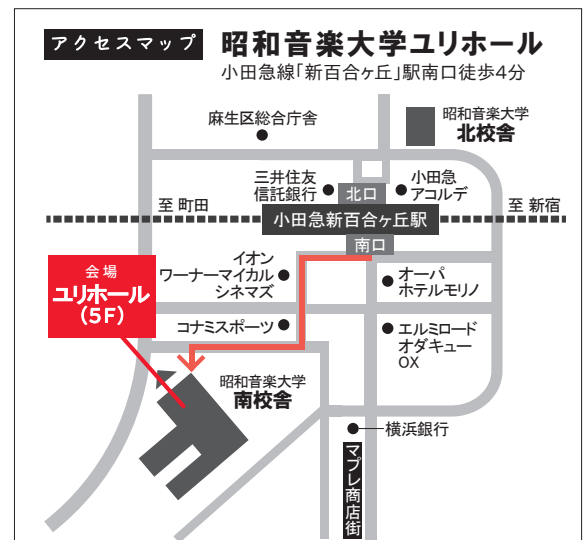 アクセスマップ
昭和音楽大学ユリホール
小田急線「新百合ヶ丘」駅南口徒歩4分
麻生区総合庁舎
昭和音楽大学
北校舎
三井住友
信託銀行
北口
小田急
アコルデ
至 町田
小田急新百合ヶ丘駅
至 新宿
南口
会場
ユリホール
(5F)
イオン
ワーナーマイカル
シネマズ
オーパ
ホテルモリノ
コナミスポーツ
エルミロード
オダキュー
OX
昭和音楽大学
南校舎
横浜銀行
マプレ商店街